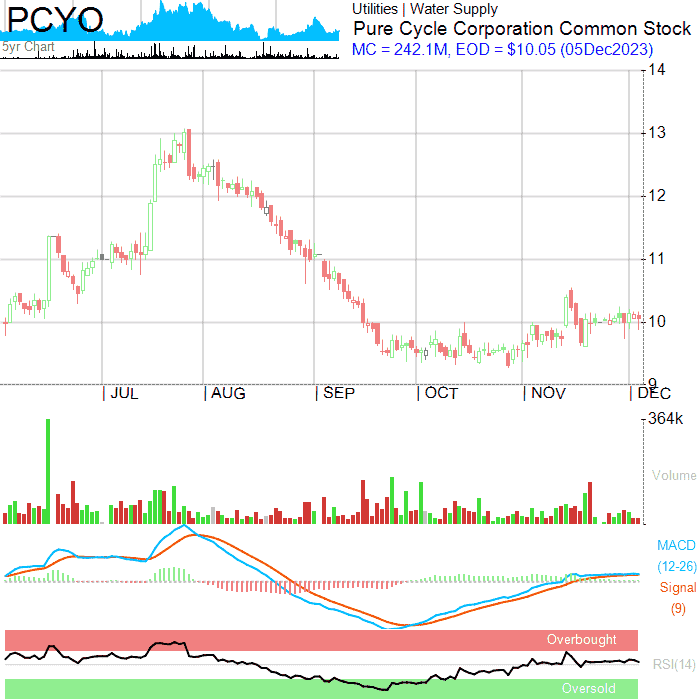 PCYO
5yr Chart
Utilities | Water Supply
Pure Cycle Corporation Common Stock
MC = 242.1M, EOD = $10.05 (05Dec2023)
14
13
12
11
10
9
| JUL | AUG | SEP | OCT | NOV | DEC
364k
Volume
MACD
(12-26)
Signal
(9)
Overbought
RSI(14)
Oversold